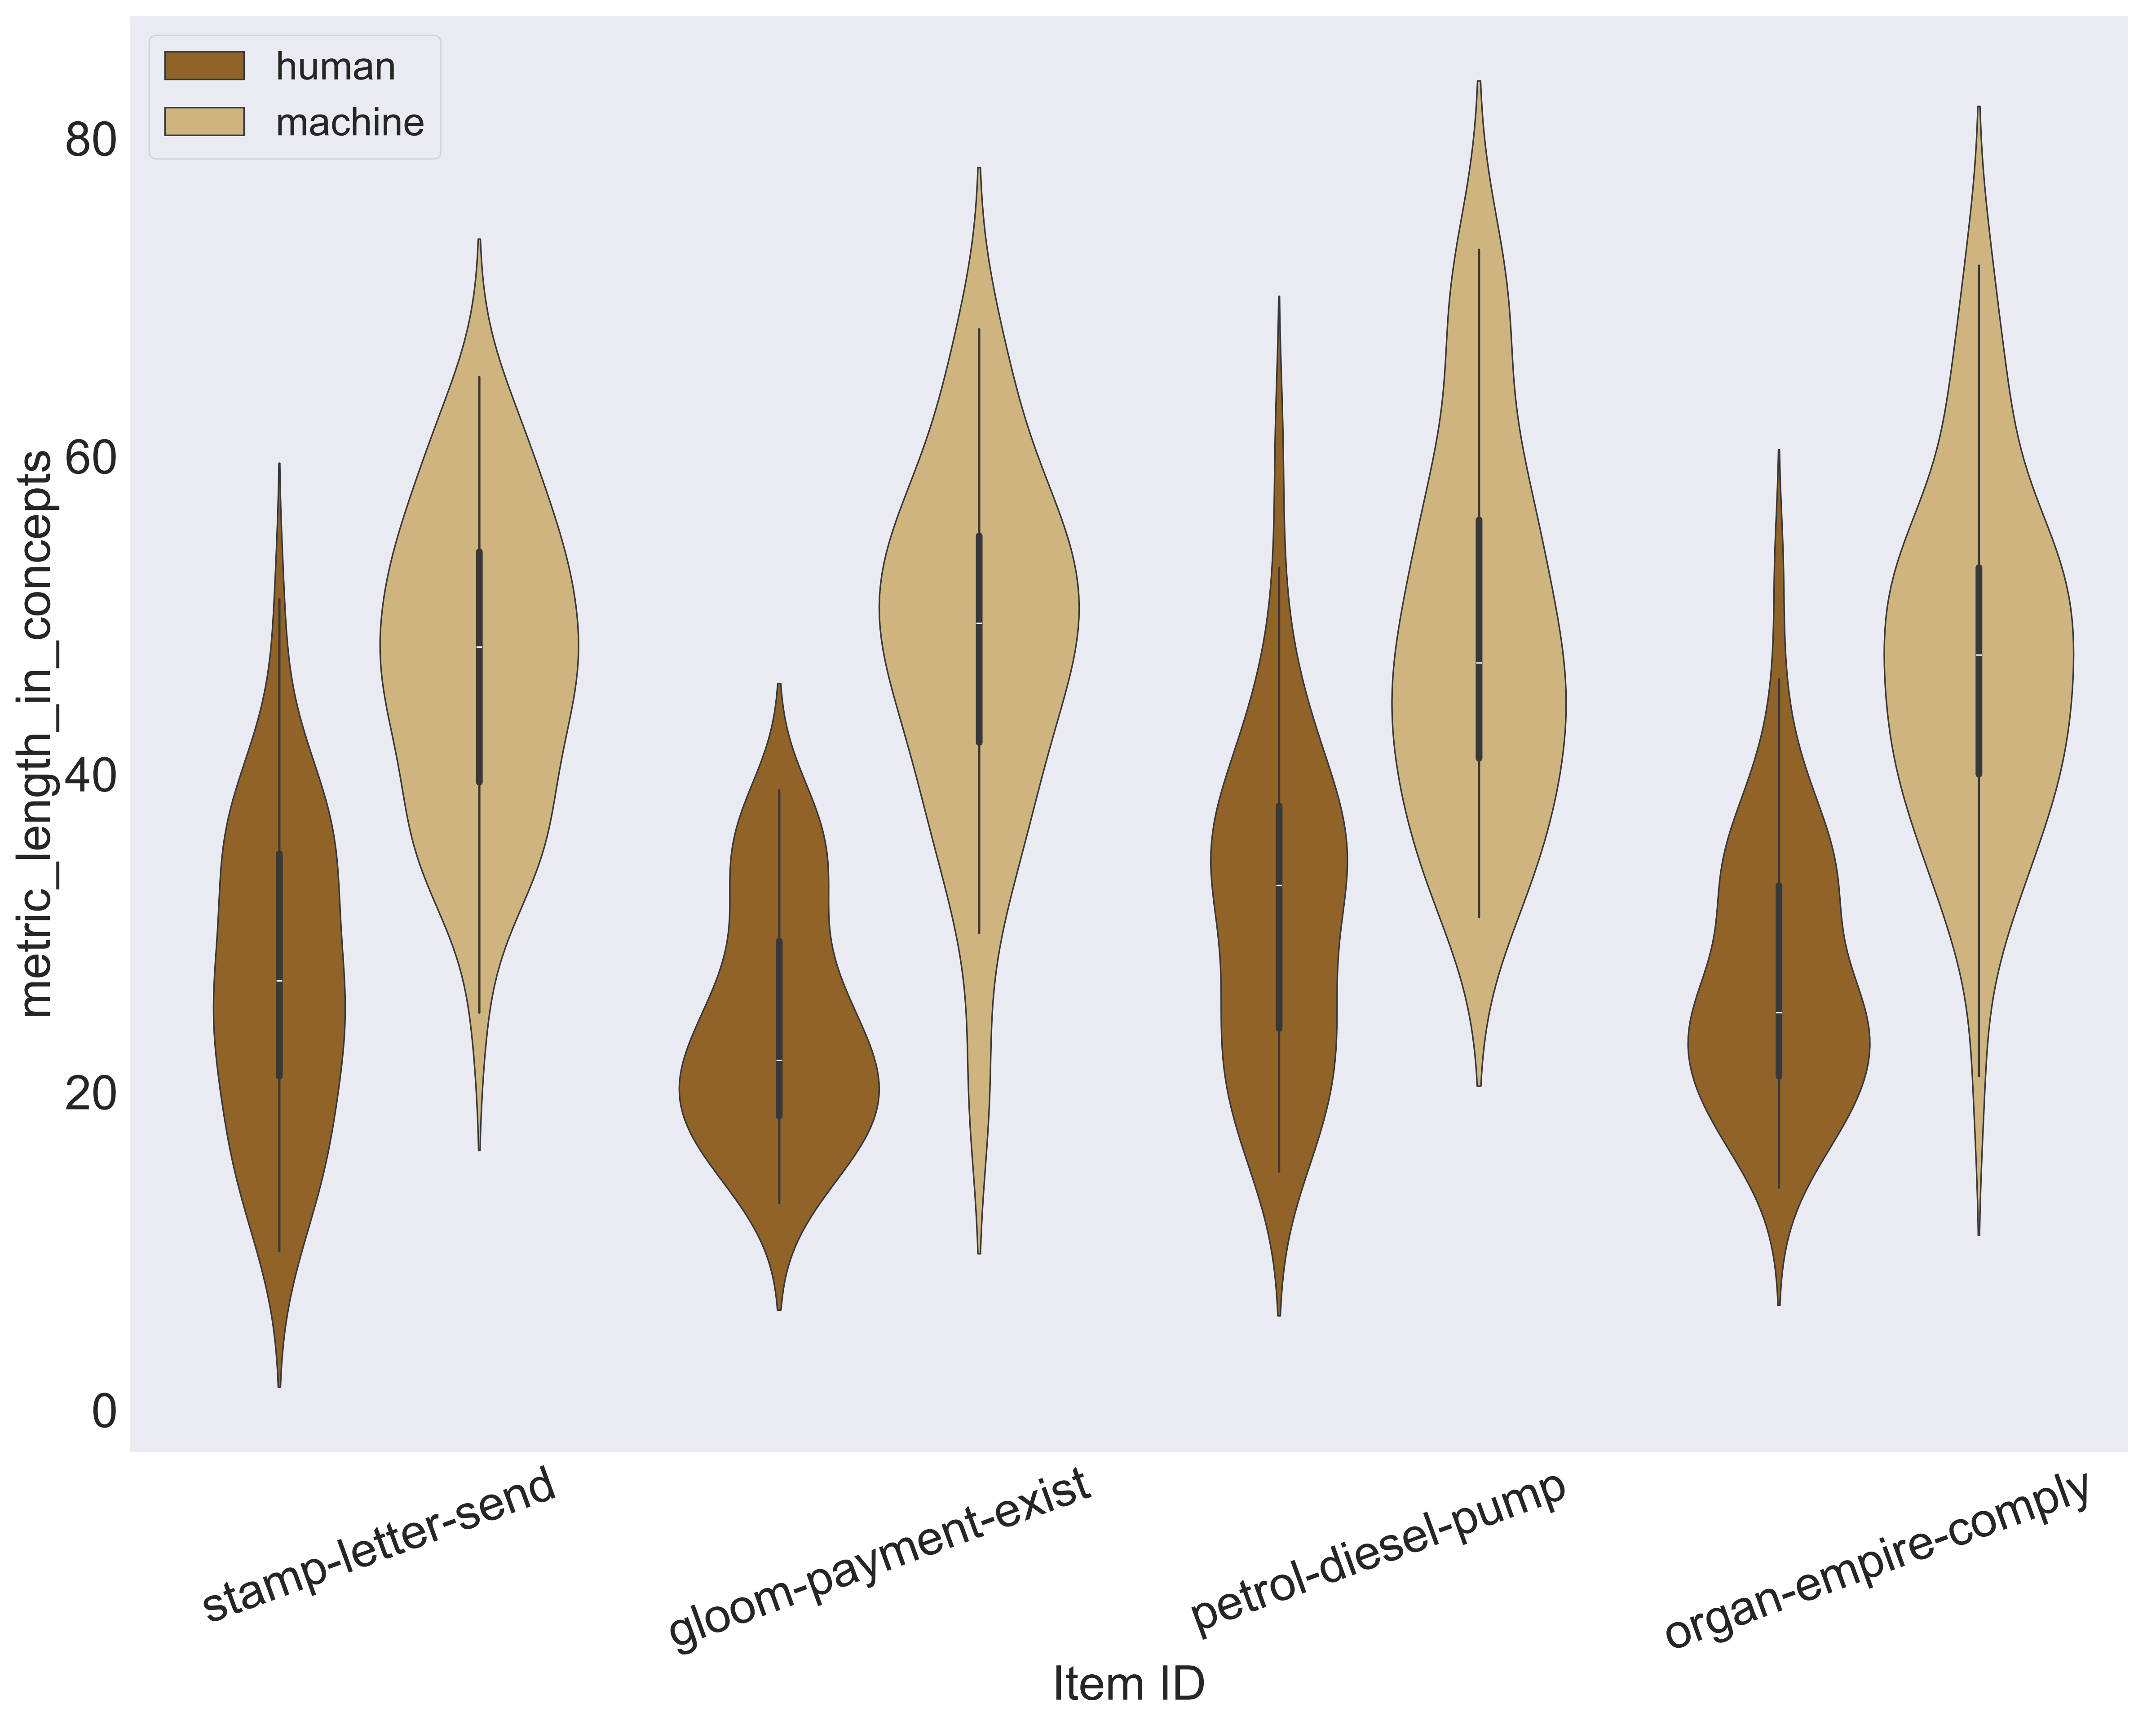 human
machine
80
60
40
20
0
metric_length_in_concepts
stamp-letter-send
gloom-payment-exist
petrol-diesel-pump
organ-empire-comply
Item ID